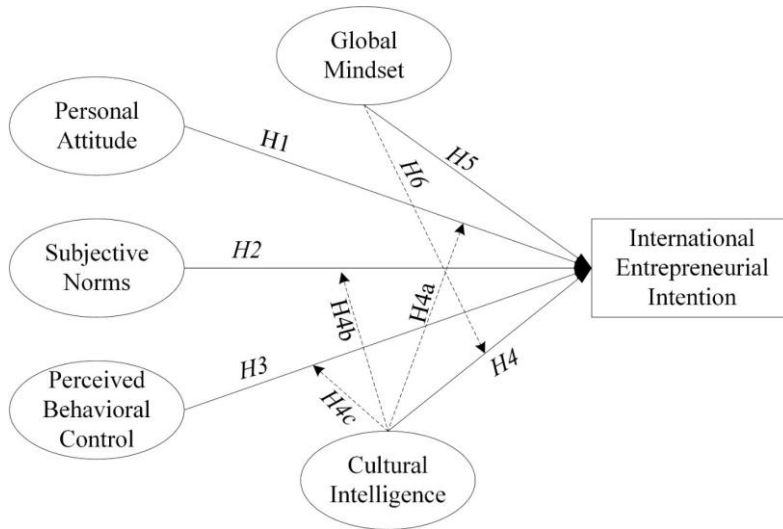 Global
Mindset
Personal
Attitude
H1
H5
H6
Subjective
Norms
H2
International
Entrepreneurial
Intention
H4a
H4b
H3
H4
Perceived
Behavioral
Control
H4c
Cultural
Intelligence